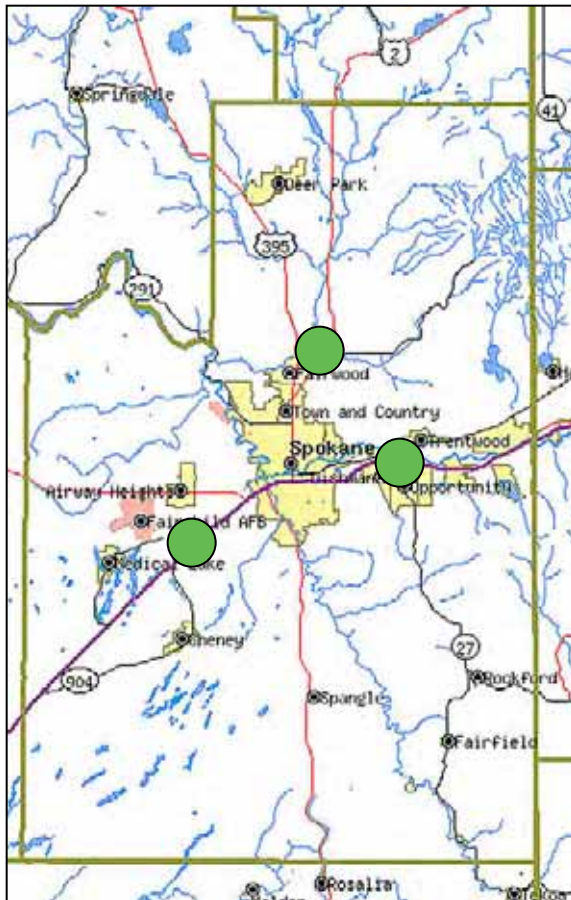 2
Springdale
41
Deer Park
395
291
Fairwood
Town and Country
Spokane
Trentwood
Dishman
Opportunity
Airway Heights
Fairchild AFB
Medical Lake
Cheney
27
904
Rockford
Spangle
Fairfield
Rosalia